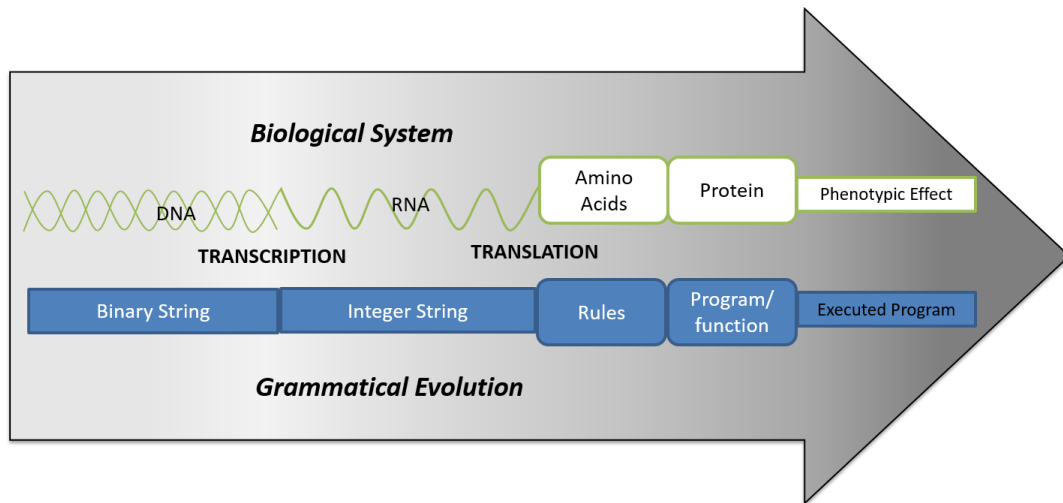 Biological System
DNA
RNA
Amino
Acids
Protein
Phenotypic Effect
TRANSCRIPTION
TRANSLATION
Binary String
Integer String
Rules
Program/
function
Executed Program
Grammatical Evolution